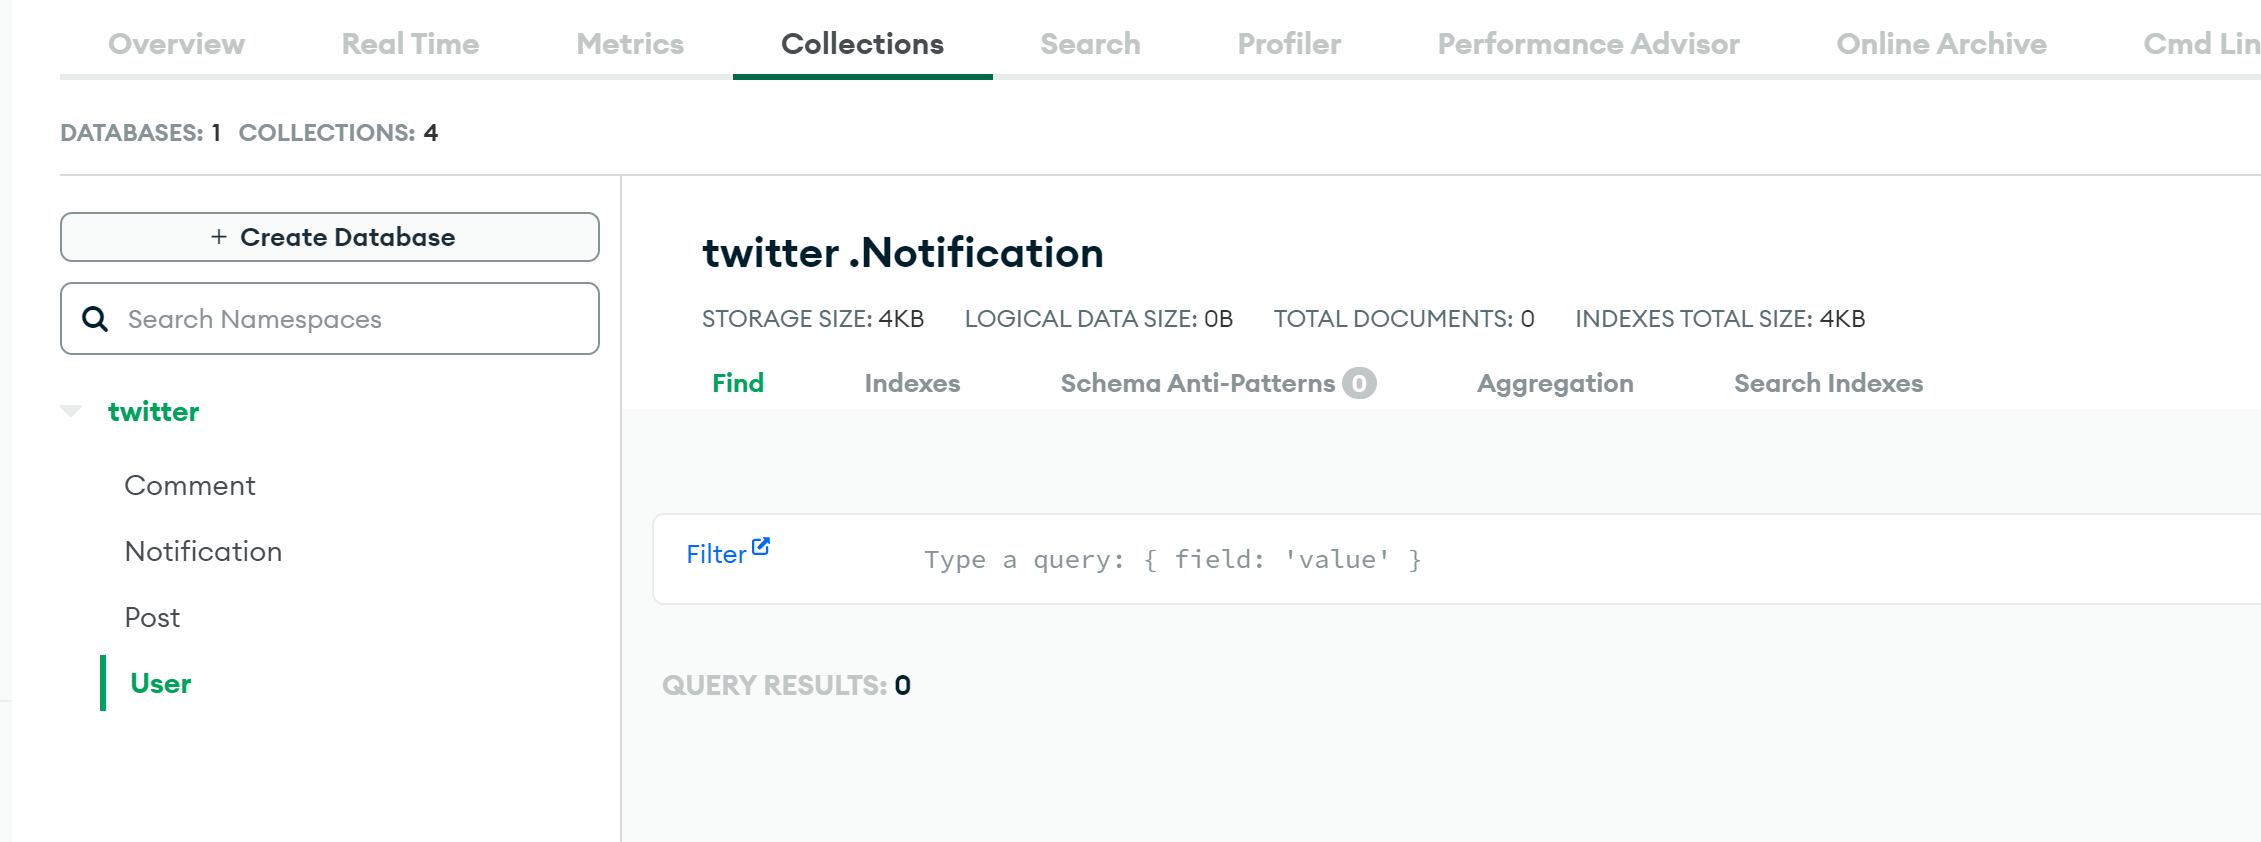 Overview Real Time Metrics Collections Search Profiler Performance Advisor Online Archive Cmd Lin
DATABASES: 1 COLLECTIONS: 4
+ Create Database
Search Namespaces
twitter
Comment
Notification
Post
User
twitter .Notification
STORAGE SIZE: 4KB LOGICAL DATA SIZE: 0B TOTAL DOCUMENTS: 0 INDEXES TOTAL SIZE: 4KB
Find Indexes Schema Anti-Patterns 0 Aggregation Search Indexes
Filter Type a query: { field: 'value' }
QUERY RESULTS: 0